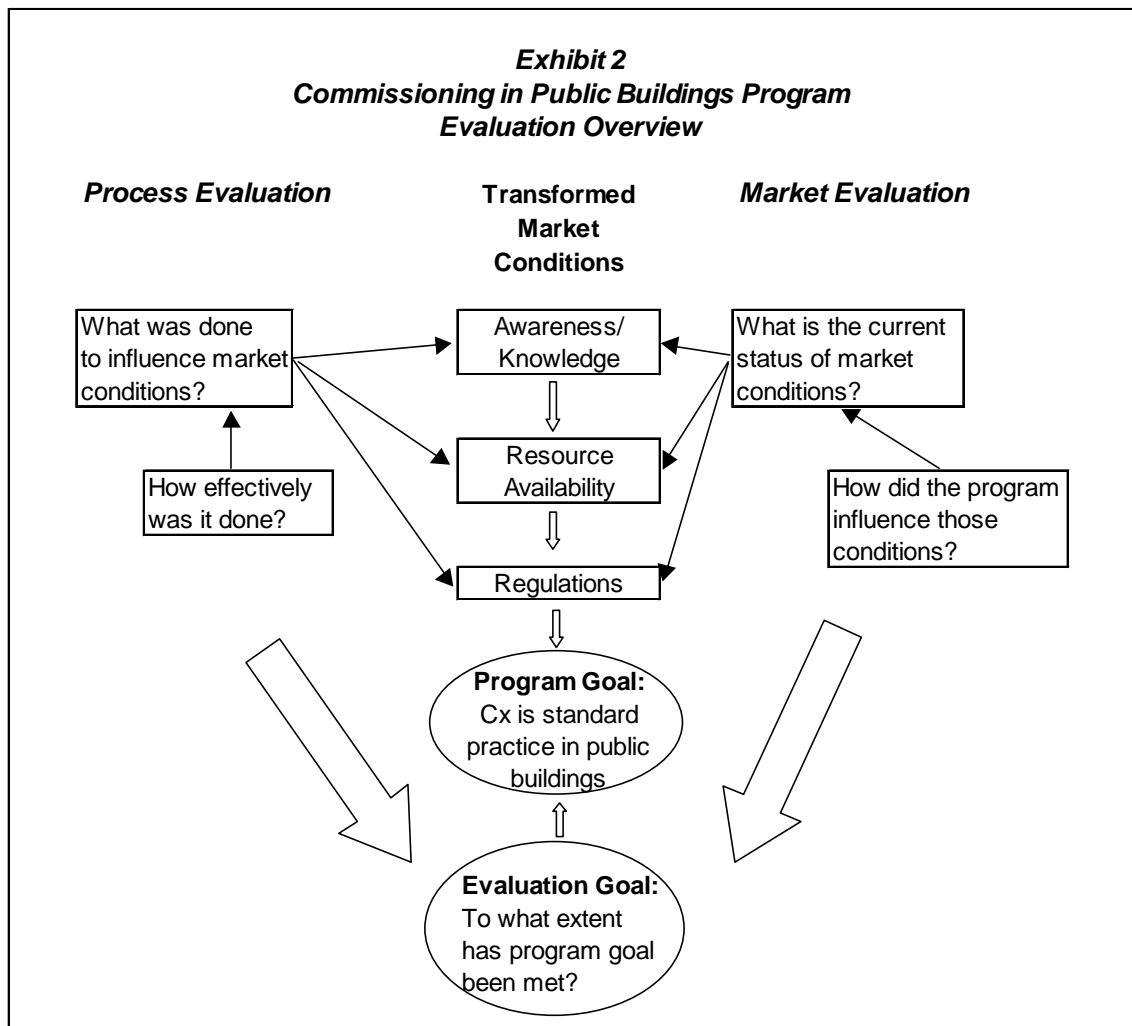 Exhibit 2
Commissioning in Public Buildings Program
Evaluation Overview
Process Evaluation
Transformed
Market
Conditions
Market Evaluation
What was done
to influence market
conditions?
Awareness/
Knowledge
What is the current
status of market
conditions?
How effectively
was it done?
Resource
Availability
How did the program
influence those
conditions?
Regulations
Program Goal:
Cx is standard
practice in public
buildings
Evaluation Goal:
To what extent
has program goal
been met?